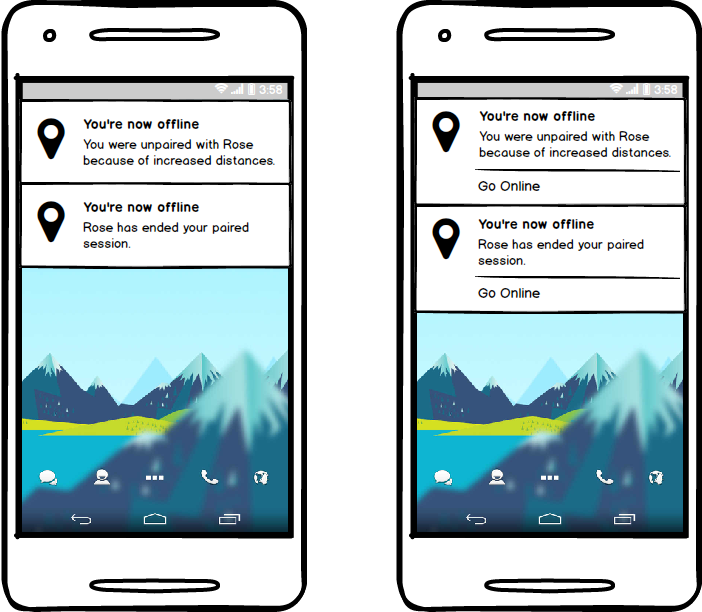 3:58
You're now offline
You were unpaired with Rose
because of increased distances.
You're now offline
Rose has ended your paired
session.
3:58
You're now offline
You were unpaired with Rose
because of increased distances.
Go Online
You're now offline
Rose has ended your paired
session.
Go Online